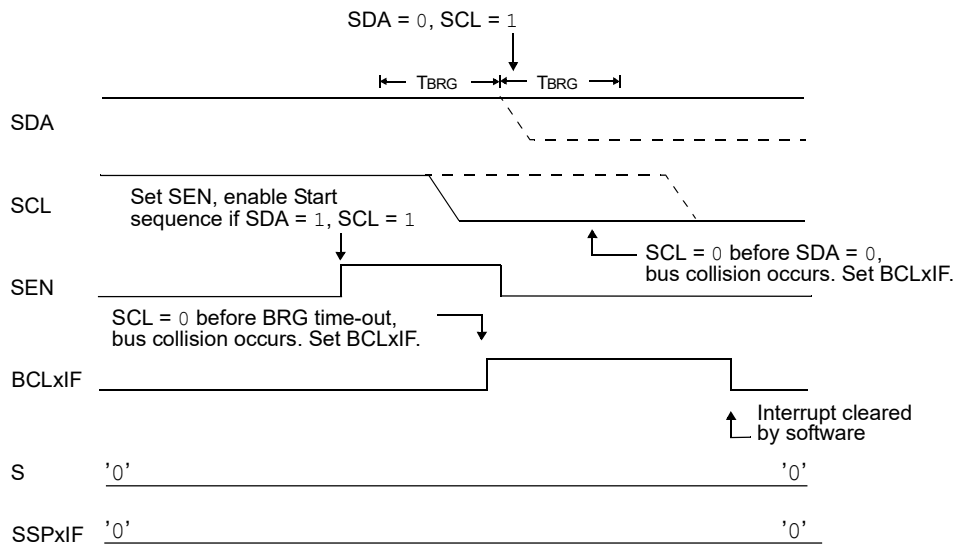 SDA = 0, SCL = 1
TBRG TBRG
SDA
SCL
Set SEN, enable Start
sequence if SDA = 1, SCL = 1
SCL = 0 before SDA = 0,
bus collision occurs. Set BCLxIF.
SEN
SCL = 0 before BRG time-out,
bus collision occurs. Set BCLxIF.
BCLxIF
Interrupt cleared
by software
S '0' '0'
SSPxIF '0' '0'